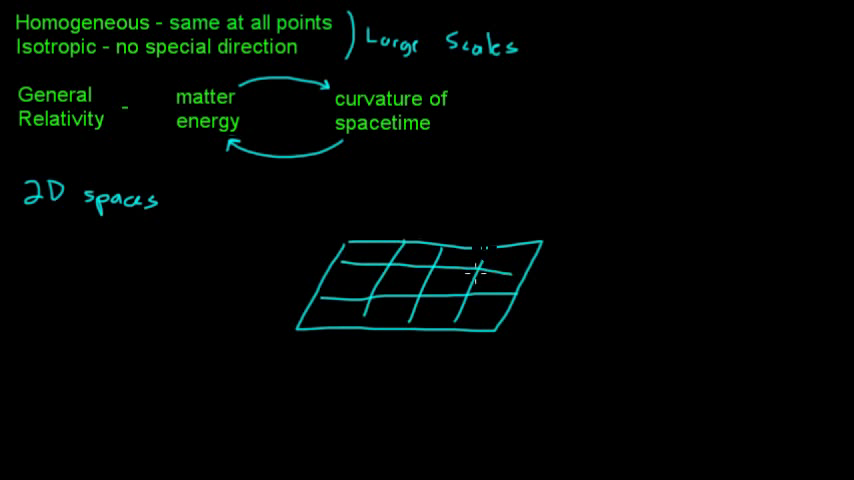 Homogeneous - same at all points
Isotropic - no special direction
Large Scales
General Relativity -
matter energy
curvature of spacetime
2D spaces